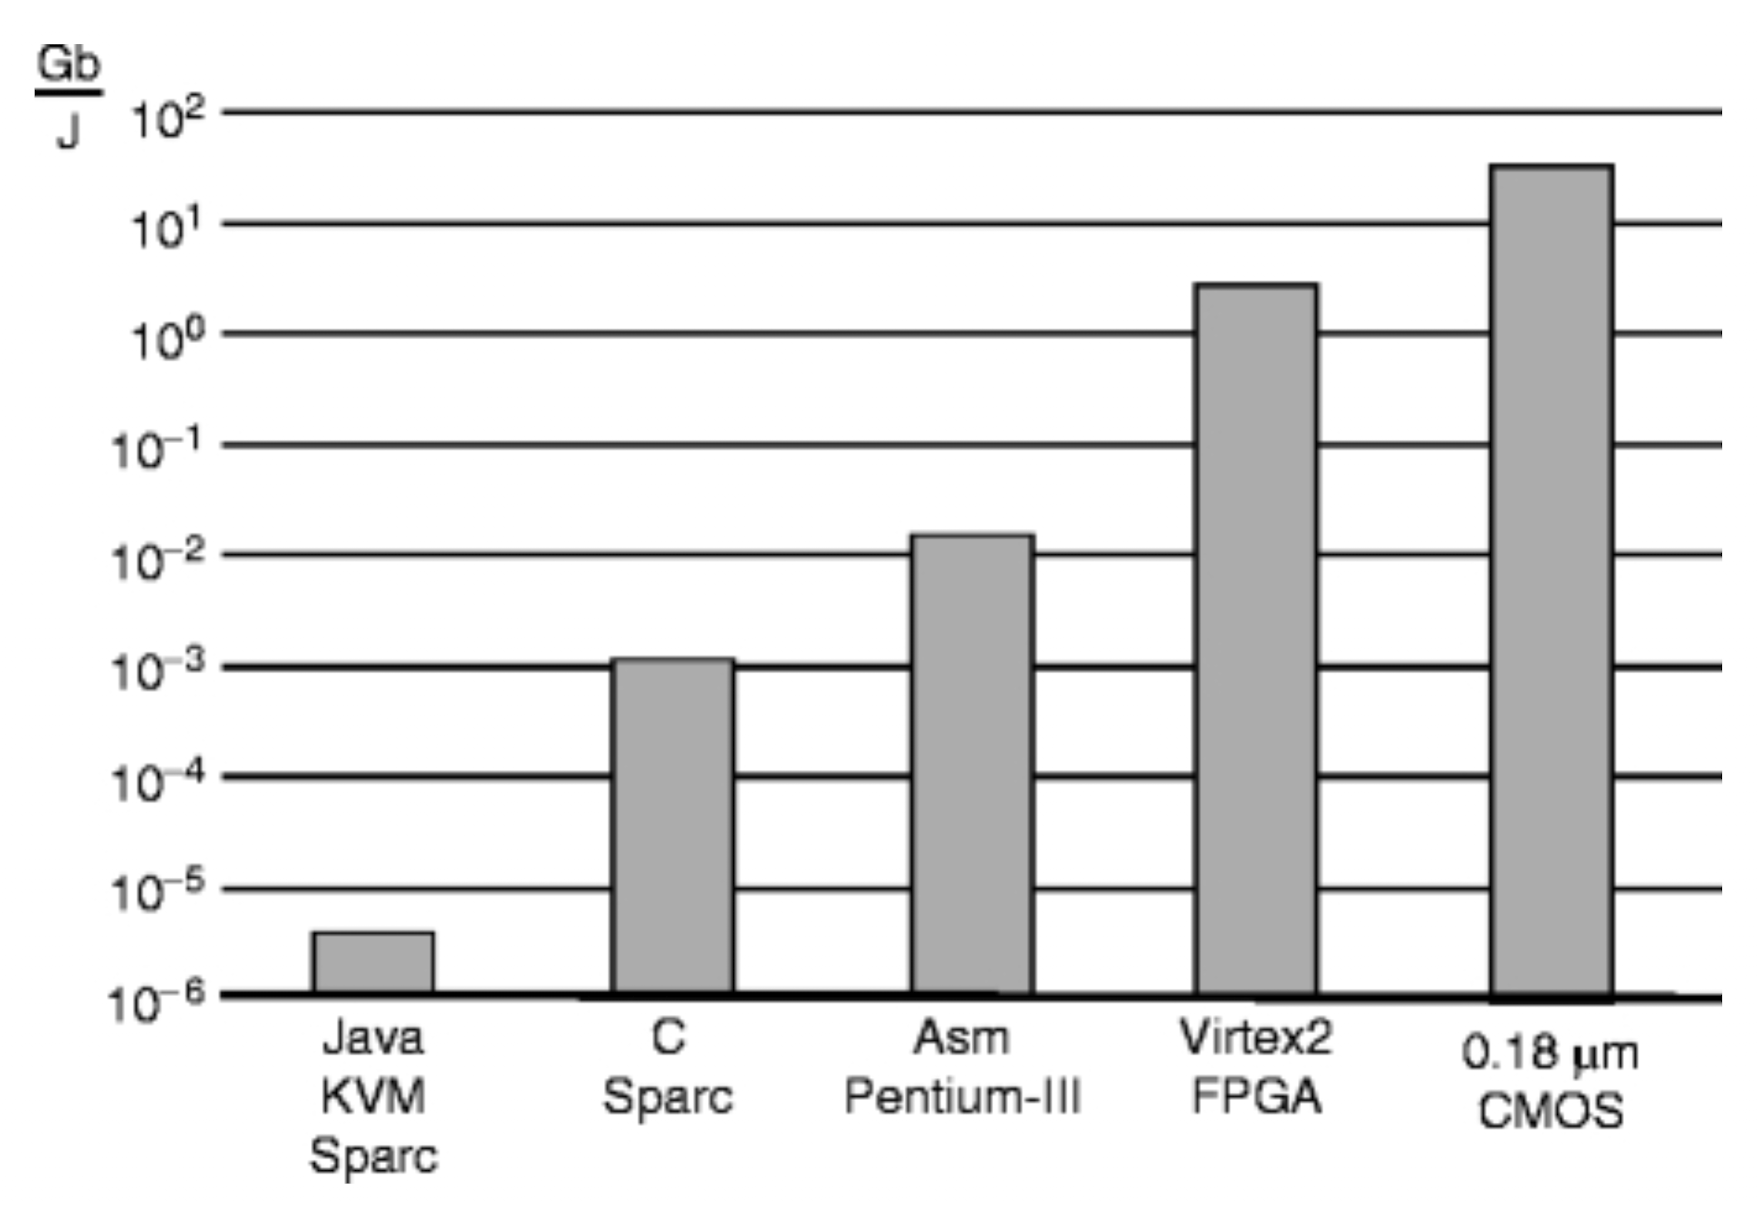 Gb
J
10²
10¹
10⁰
10⁻¹
10⁻²
10⁻³
10⁻⁴
10⁻⁵
10⁻⁶
Java
KVM
Sparc
C
Sparc
Asm
Pentium-III
Virtex2
FPGA
0.18 µm
CMOS